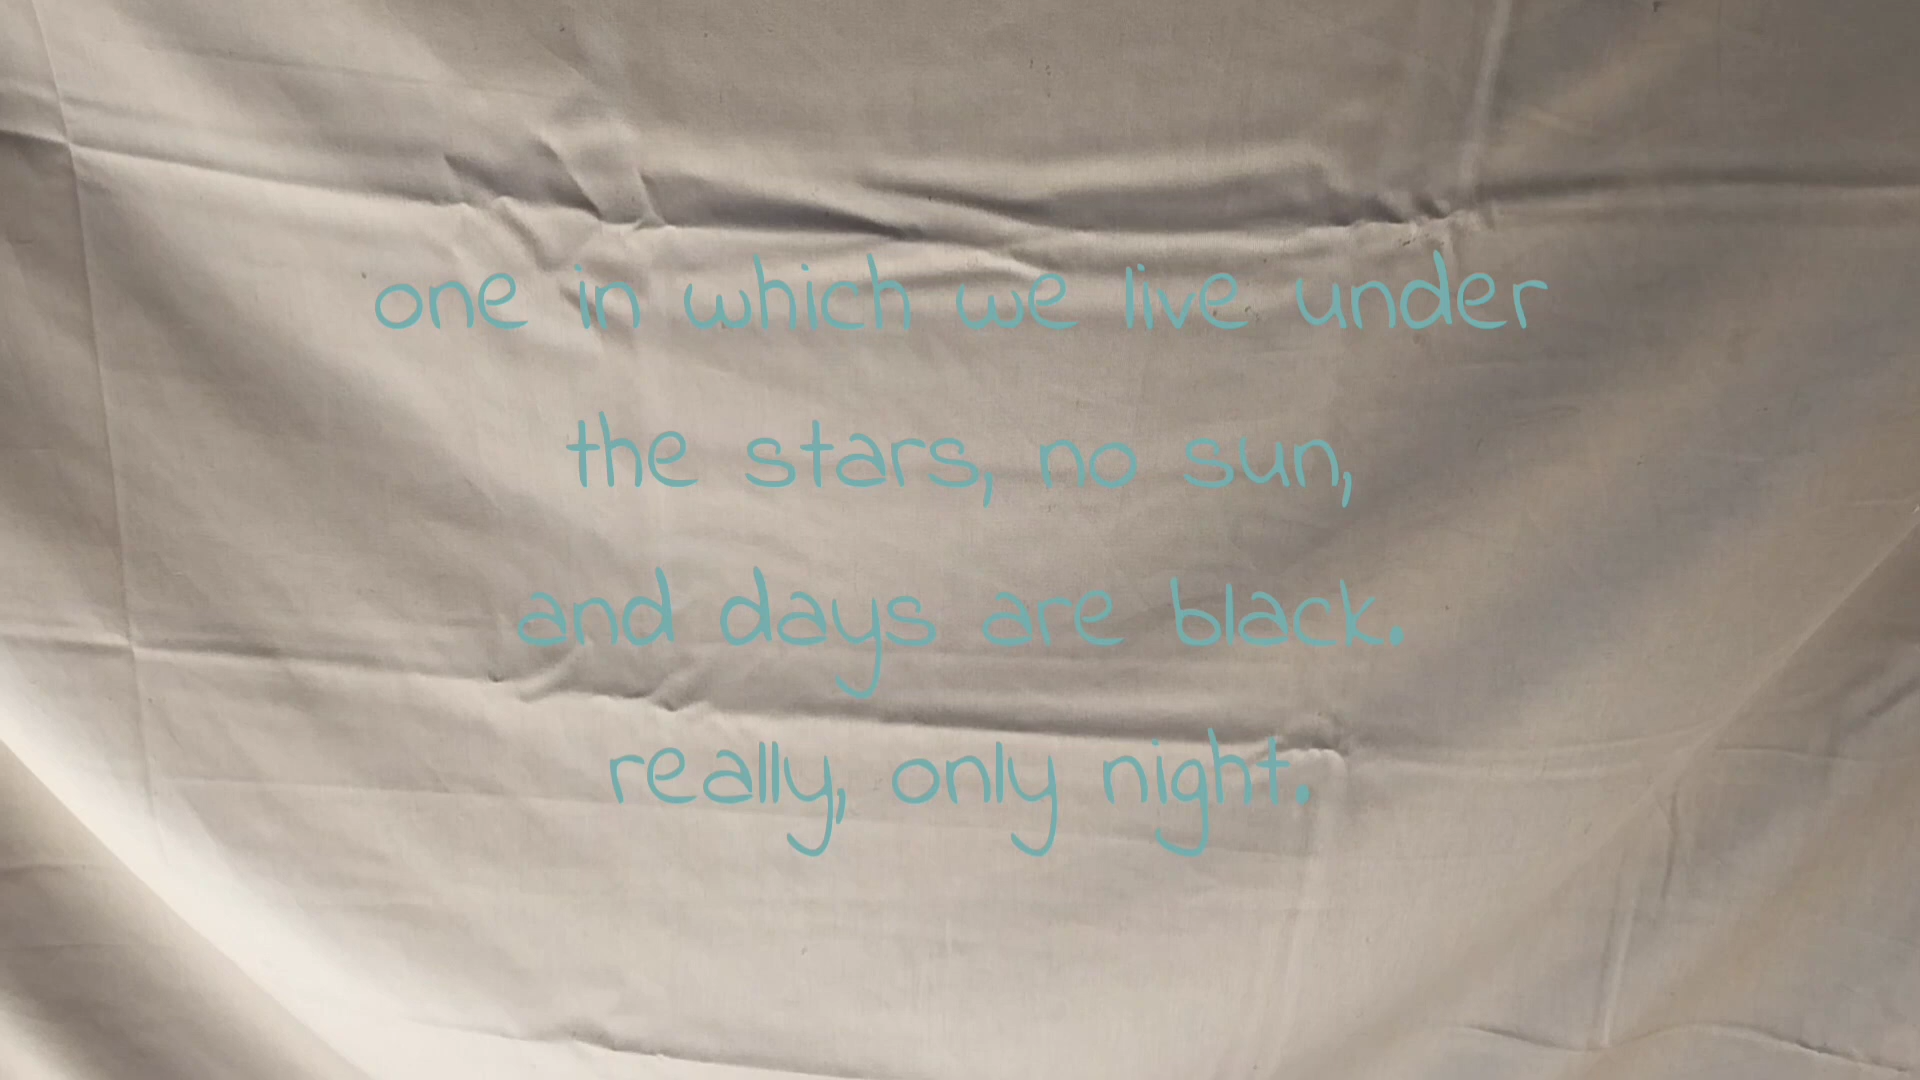 one in which we live under
the stars, no sun,
and days are black.
really, only night.